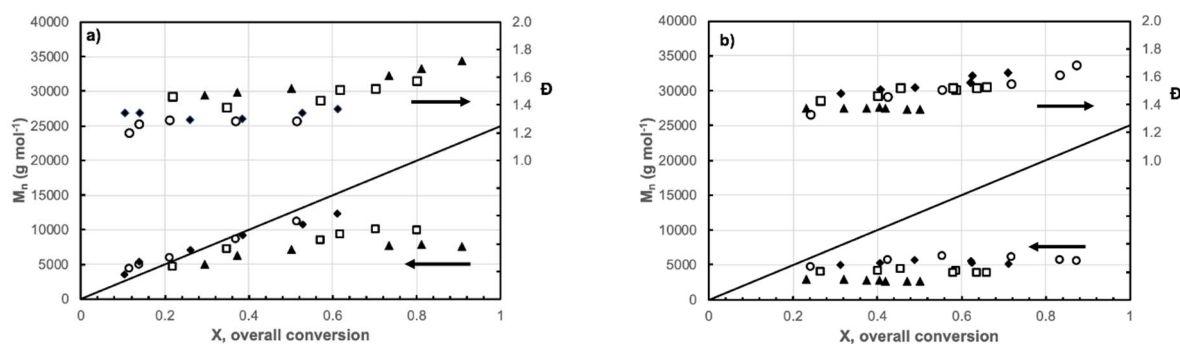 a)
40000 35000 30000 25000 20000 15000 10000 5000 0
Mn (g mol-1)
2.0 1.8 1.6 1.4 1.2 1.0
Đ
0 0.2 0.4 0.6 0.8 1
X, overall conversion
b)
40000 35000 30000 25000 20000 15000 10000 5000 0
Mn (g mol-1)
2.0 1.8 1.6 1.4 1.2 1.0
Đ
0 0.2 0.4 0.6 0.8 1
X, overall conversion